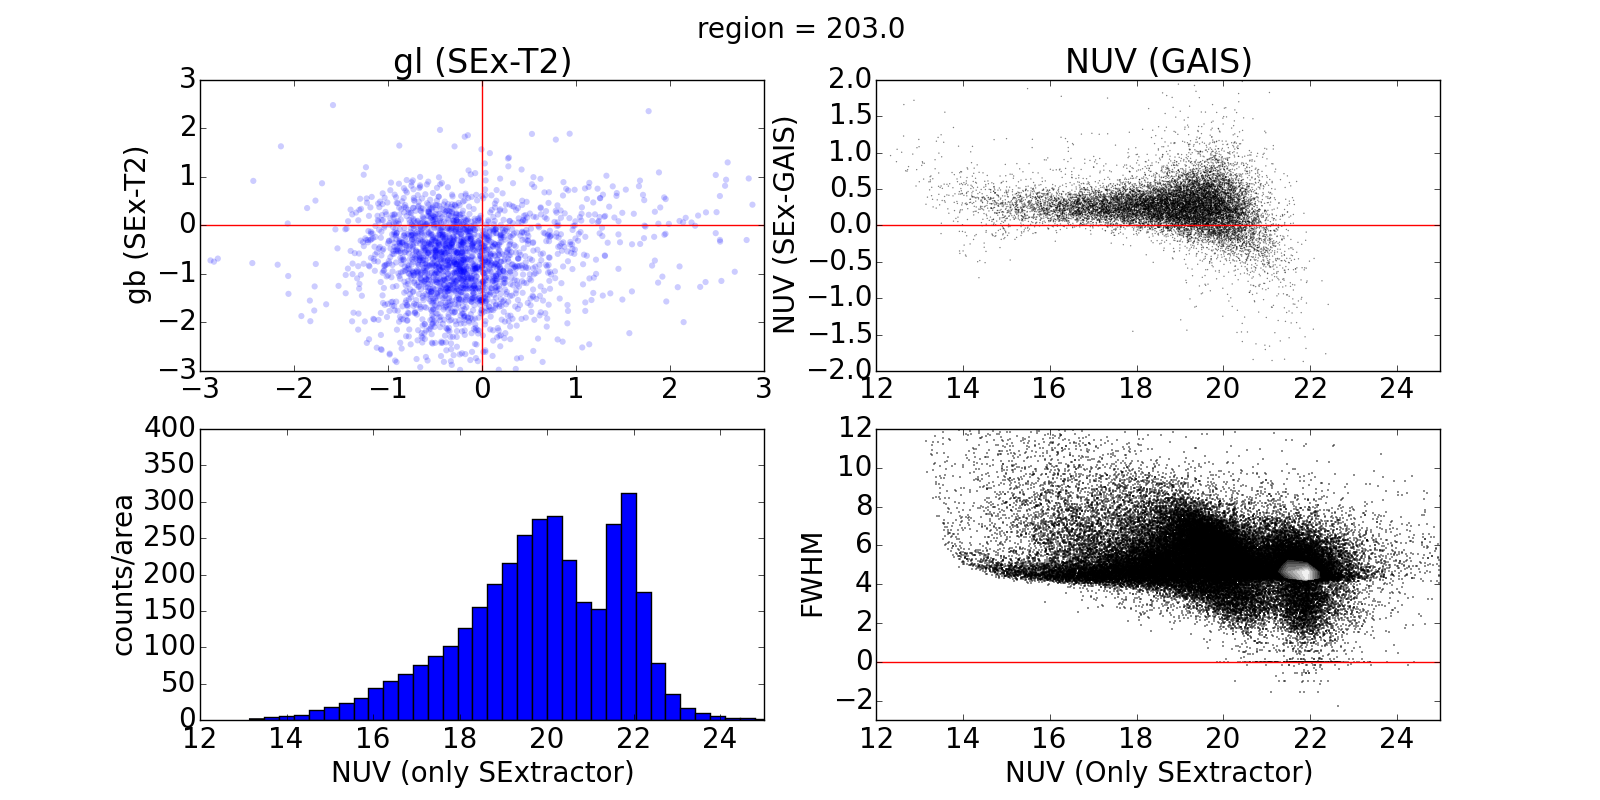 region = 203.0
gl (SEx-T2)
NUV (GAIS)
3
2
1
0
−1
−2
−3
gb (SEx-T2)
−3 −2 −1 0 1 2 3
2.0
1.5
1.0
0.5
0.0
−0.5
−1.0
−1.5
−2.0
NUV (SEx-GAIS)
12 14 16 18 20 22 24
400
350
300
250
200
150
100
50
0
counts/area
12 14 16 18 20 22 24
NUV (only SExtractor)
12
10
8
6
4
2
0
−2
FWHM
12 14 16 18 20 22 24
NUV (Only SExtractor)